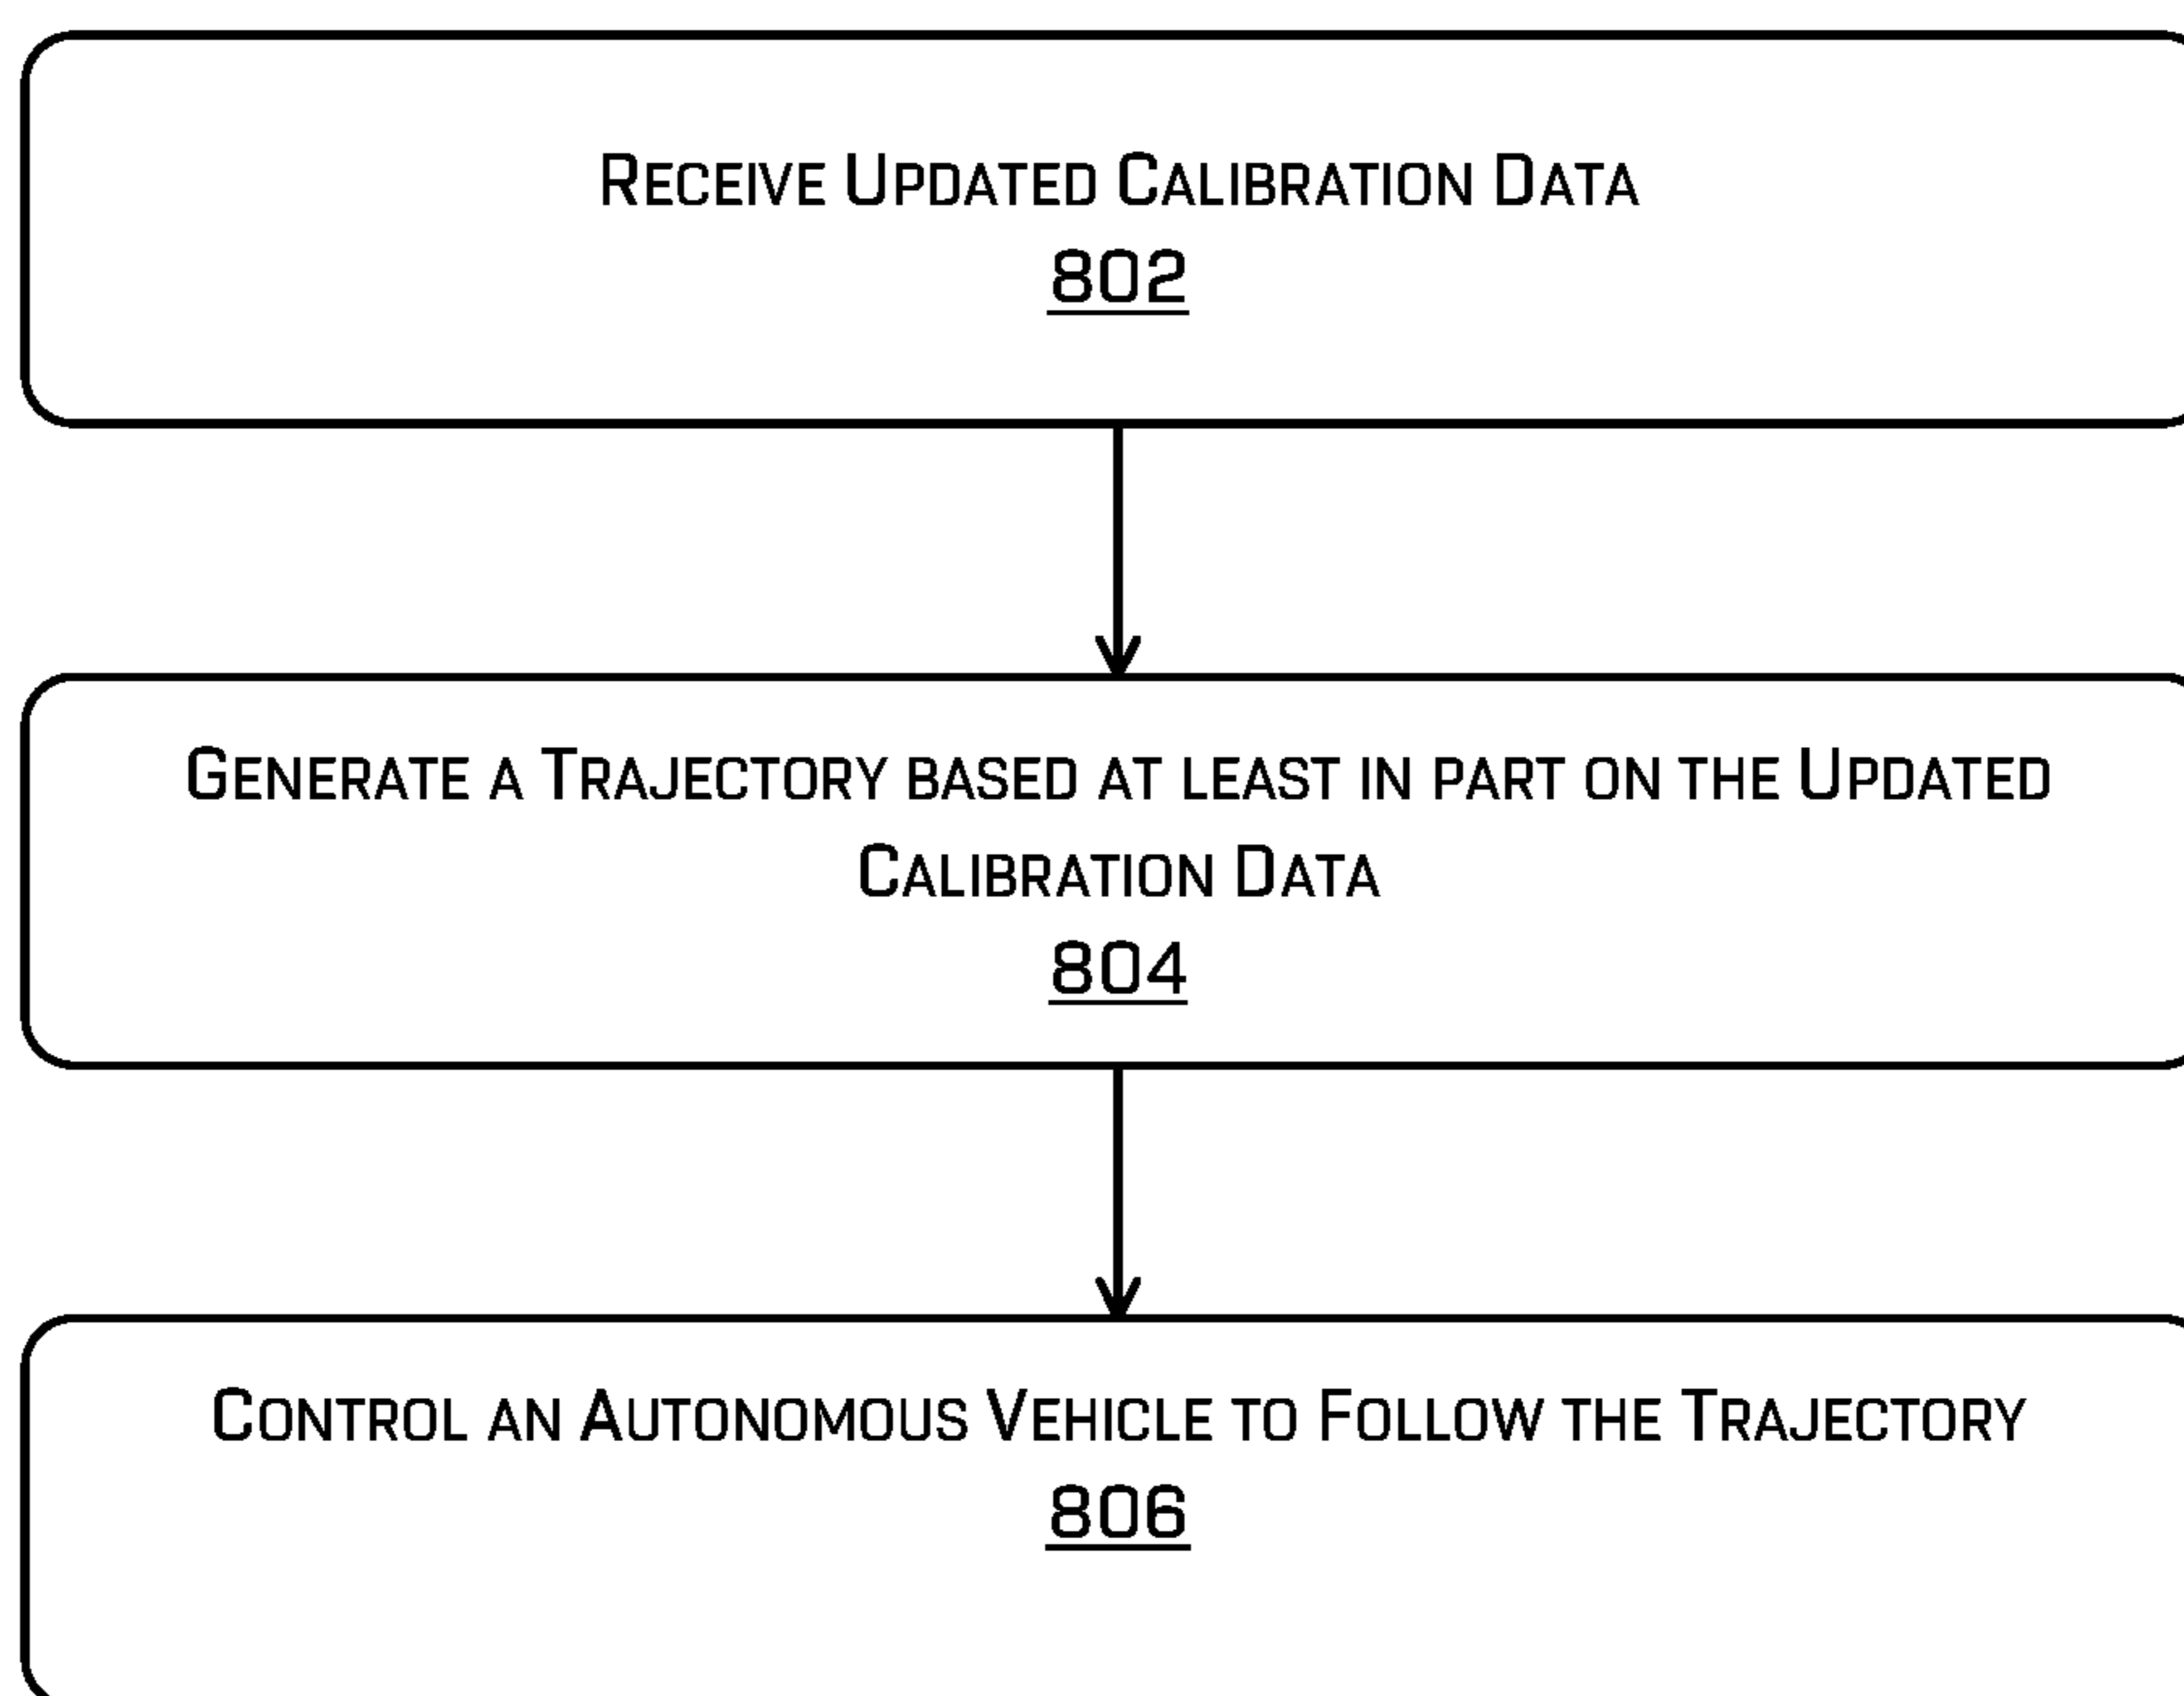 Receive Updated Calibration Data
802
Generate a Trajectory based at least in part on the Updated
Calibration Data
804
Control an Autonomous Vehicle to Follow the Trajectory
806